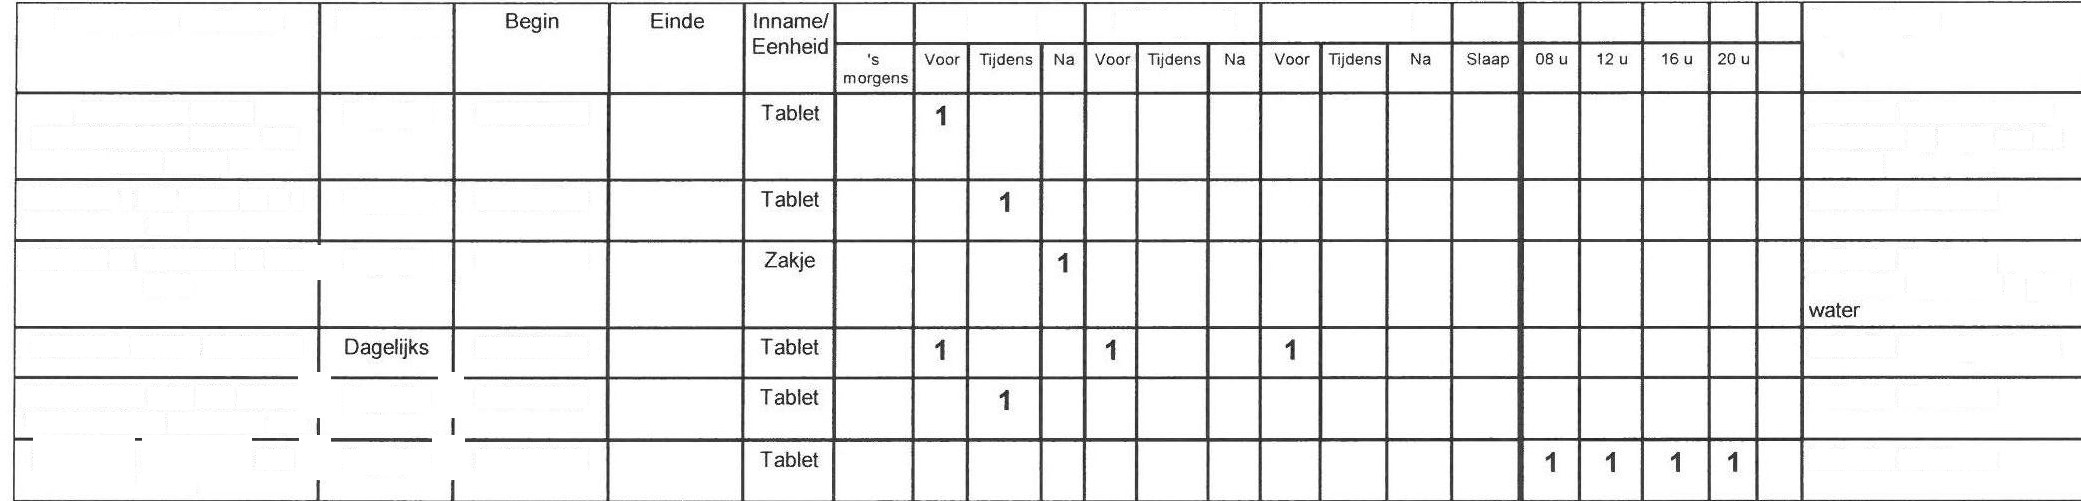 Begin Einde Inname/
Eenheid
's
morgens Voor Tijdens Na Voor Tijdens Na Voor Tijdens Na Slaap 08 u 12 u 16 u 20 u
Tablet 1
Tablet 1
Zakje 1
water
Dagelijks Tablet 1 1 1
Tablet 1
Tablet 1 1 1 1